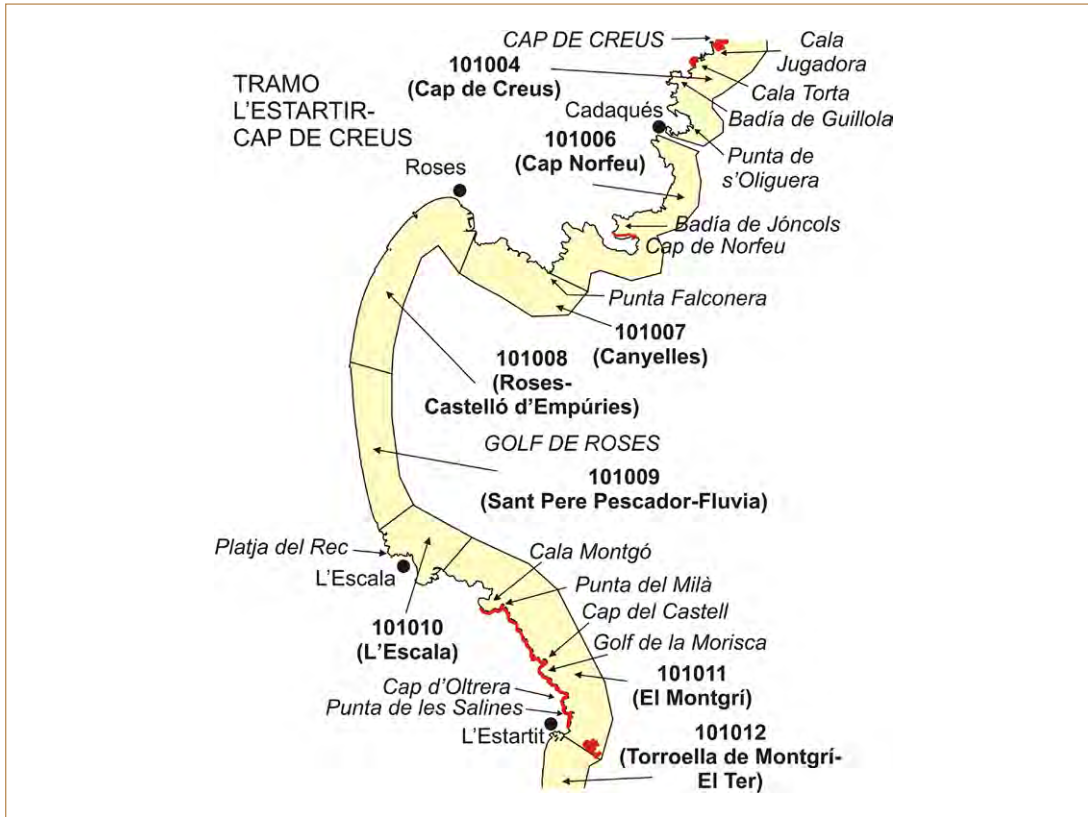 CAP DE CREUS
Cala
Jugadora
101004
(Cap de Creus)
TRAMO
L'ESTARTIR-
CAP DE CREUS
Cala Torta
Badía de Guillola
Cadaqués
101006
(Cap Norfeu)
Punta de
s'Oliguera
Roses
Badía de Jóncols
Cap de Norfeu
Punta Falconera
101007
(Canyelles)
101008
(Roses-
Castelló d'Empúries)
GOLF DE ROSES
101009
(Sant Pere Pescador-Fluvia)
Platja del Rec
L'Escala
Cala Montgó
Punta del Milà
Cap del Castell
Golf de la Morisca
101010
(L'Escala)
101011
(El Montgrí)
Cap d'Oltrera
Punta de les Salines
L'Estartit
101012
(Torroella de Montgrí-
El Ter)